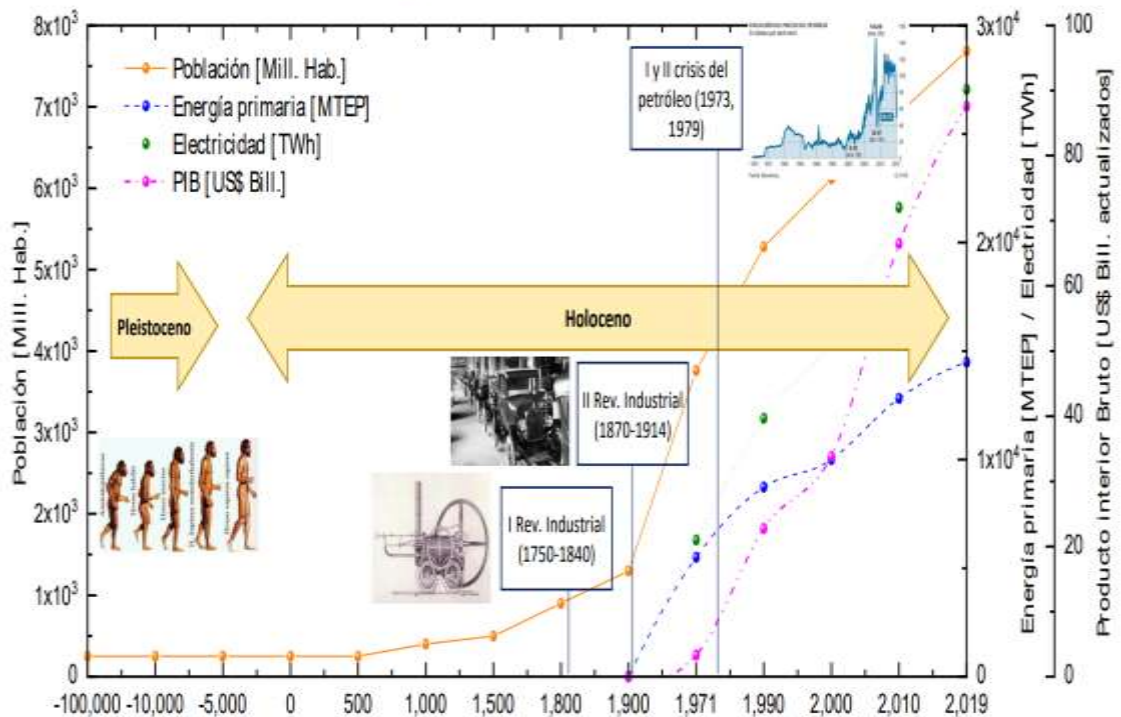 8x10³
7x10³
6x10³
5x10³
4x10³
3x10³
2x10³
1x10³
0
Población [Mill. Hab.]
Población [Mill. Hab.]
Energía primaria [MTEP]
Electricidad [TWh]
PIB [US$ Bill.]
I y II crisis del
petróleo (1973,
1979)
Pleistoceno
Holoceno
II Rev. Industrial
(1870-1914)
I Rev. Industrial
(1750-1840)
3x10⁴
2x10⁴
1x10⁴
0
Energía primaria [MTEP] / Electricidad [TWh]
100
80
60
40
20
0
Producto interior Bruto [US$ Bill. actualizados]
-100,000 -10,000 -5,000 0 500 1,000 1,500 1,800 1,900 1,971 1,990 2,000 2,010 2,019